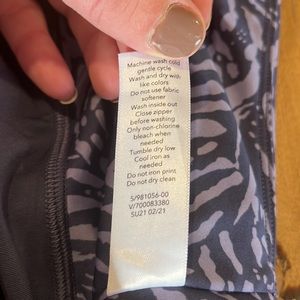 Machine wash cold
gentle cycle
Wash and dry with
like colors
Do not use fabric
softener
Wash inside out
Close zipper
before washing
Only non-chlorine
bleach when
needed
Tumble dry low
Cool iron as
needed
Do not iron print
Do not dry clean
S/981056-00
V/700083380
SU21 02/21